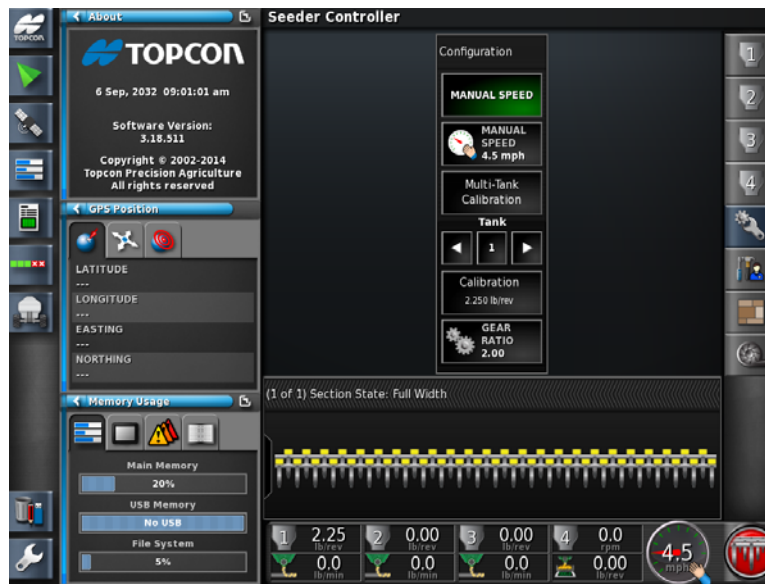 TOPCON
About
TOPCON
6 Sep, 2032 09:01:01 am
Software Version:
3.18.511
Copyright © 2002-2014
Topcon Precision Agriculture
All rights reserved
GPS Position
LATITUDE
---
LONGITUDE
---
EASTING
---
NORTHING
---
Memory Usage
Main Memory
20%
USB Memory
No USB
File System
5%
Seeder Controller
Configuration
MANUAL SPEED
MANUAL
SPEED
4.5 mph
Multi-Tank
Calibration
Tank
1
Calibration
2.250 lb/rev
GEAR
RATIO
2.00
(1 of 1) Section State: Full Width
1 2.25 lb/rev
0.0 lb/min
2 0.00 lb/rev
0.0 lb/min
3 0.00 lb/rev
0.0 lb/min
4 0.0 rpm
0.00 lb/rev
4.5
mph
1
2
3
4